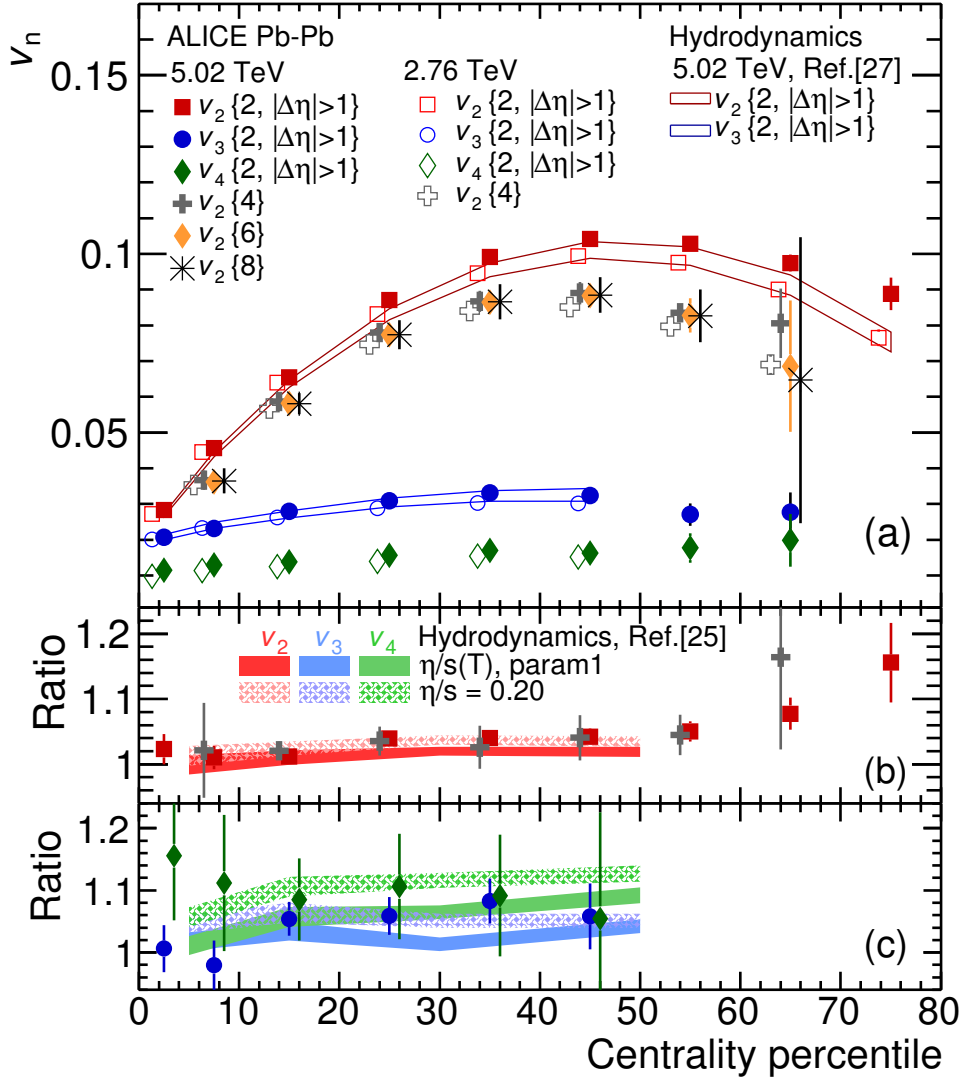 v_n
0.15
0.1
0.05
ALICE Pb-Pb
5.02 TeV
v_2 {2, |Δη|>1}
v_3 {2, |Δη|>1}
v_4 {2, |Δη|>1}
v_2 {4}
v_2 {6}
v_2 {8}
2.76 TeV
v_2 {2, |Δη|>1}
v_3 {2, |Δη|>1}
v_4 {2, |Δη|>1}
v_2 {4}
Hydrodynamics
5.02 TeV, Ref.[27]
v_2 {2, |Δη|>1}
v_3 {2, |Δη|>1}
(a)
Ratio
1.2
1.1
1
v_2 v_3 v_4 Hydrodynamics, Ref.[25]
η/s(T), param1
η/s = 0.20
(b)
Ratio
1.2
1.1
1
(c)
0 10 20 30 40 50 60 70 80
Centrality percentile